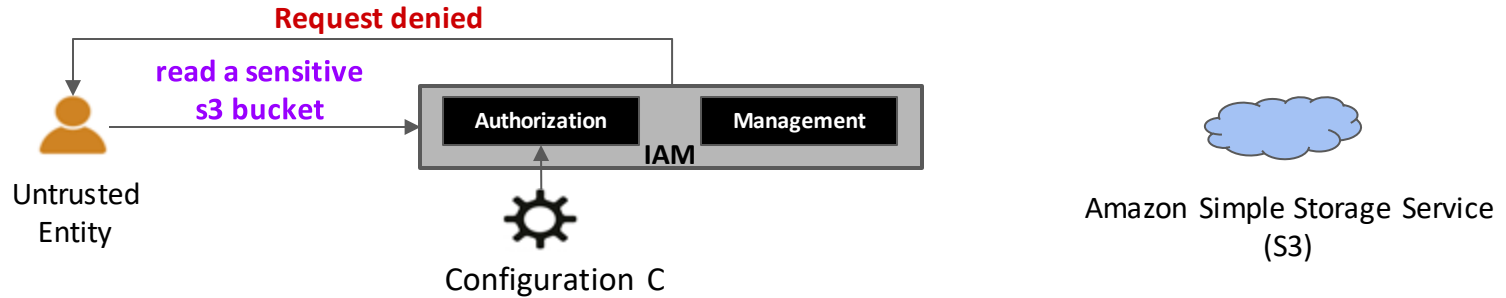 Request denied
read a sensitive
s3 bucket
Authorization
Management
IAM
Untrusted
Entity
Configuration C
Amazon Simple Storage Service
(S3)